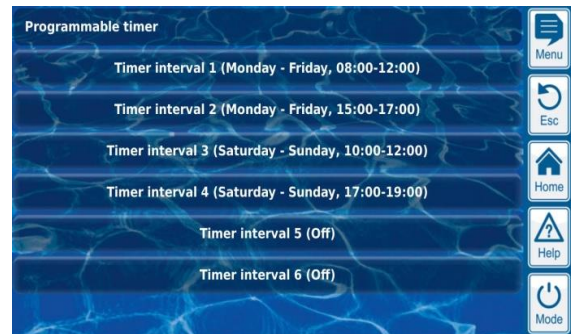 Programmable timer
Timer interval 1 (Monday - Friday, 08:00-12:00)
Timer interval 2 (Monday - Friday, 15:00-17:00)
Timer interval 3 (Saturday - Sunday, 10:00-12:00)
Timer interval 4 (Saturday - Sunday, 17:00-19:00)
Timer interval 5 (Off)
Timer interval 6 (Off)
Menu
Esc
Home
?
Help
Mode